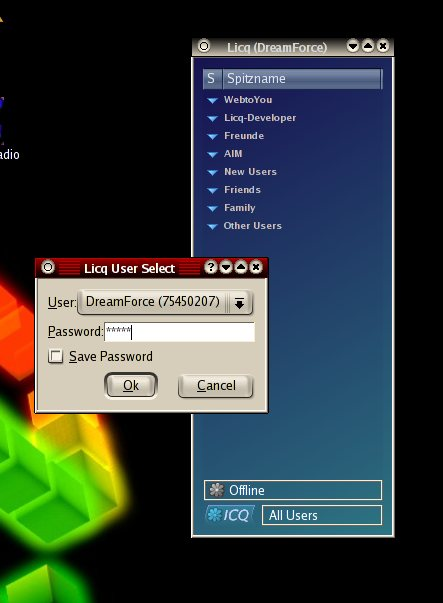 Licq (DreamForce)
S Spitzname
WebtoYou
Licq-Developer
Freunde
AIM
New Users
Friends
Family
Other Users
adio
Licq User Select
?
User: DreamForce (75450207)
Password: *****
Save Password
Ok Cancel
Offline
ICQ All Users